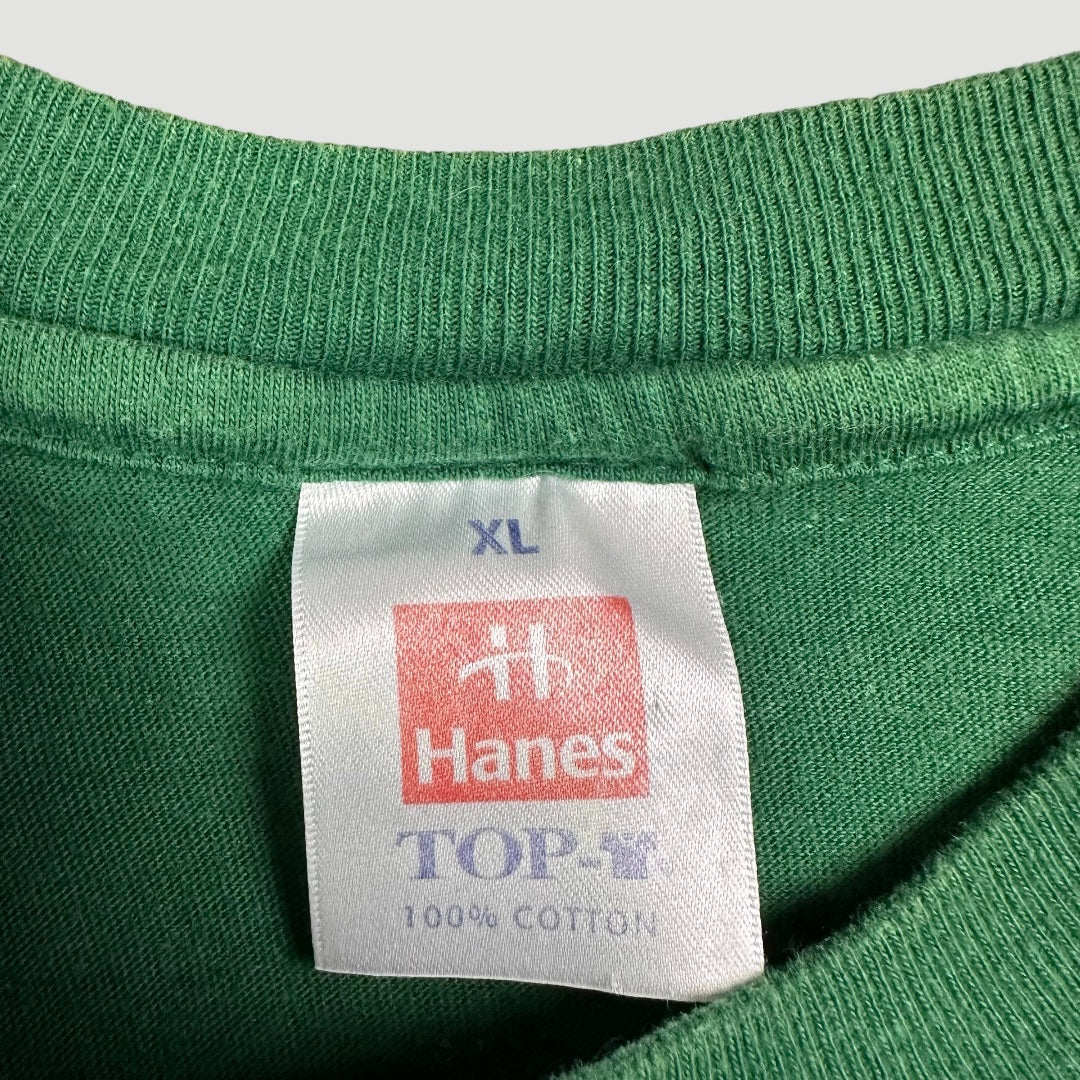 XL
H
Hanes
TOP-T
100% COTTON